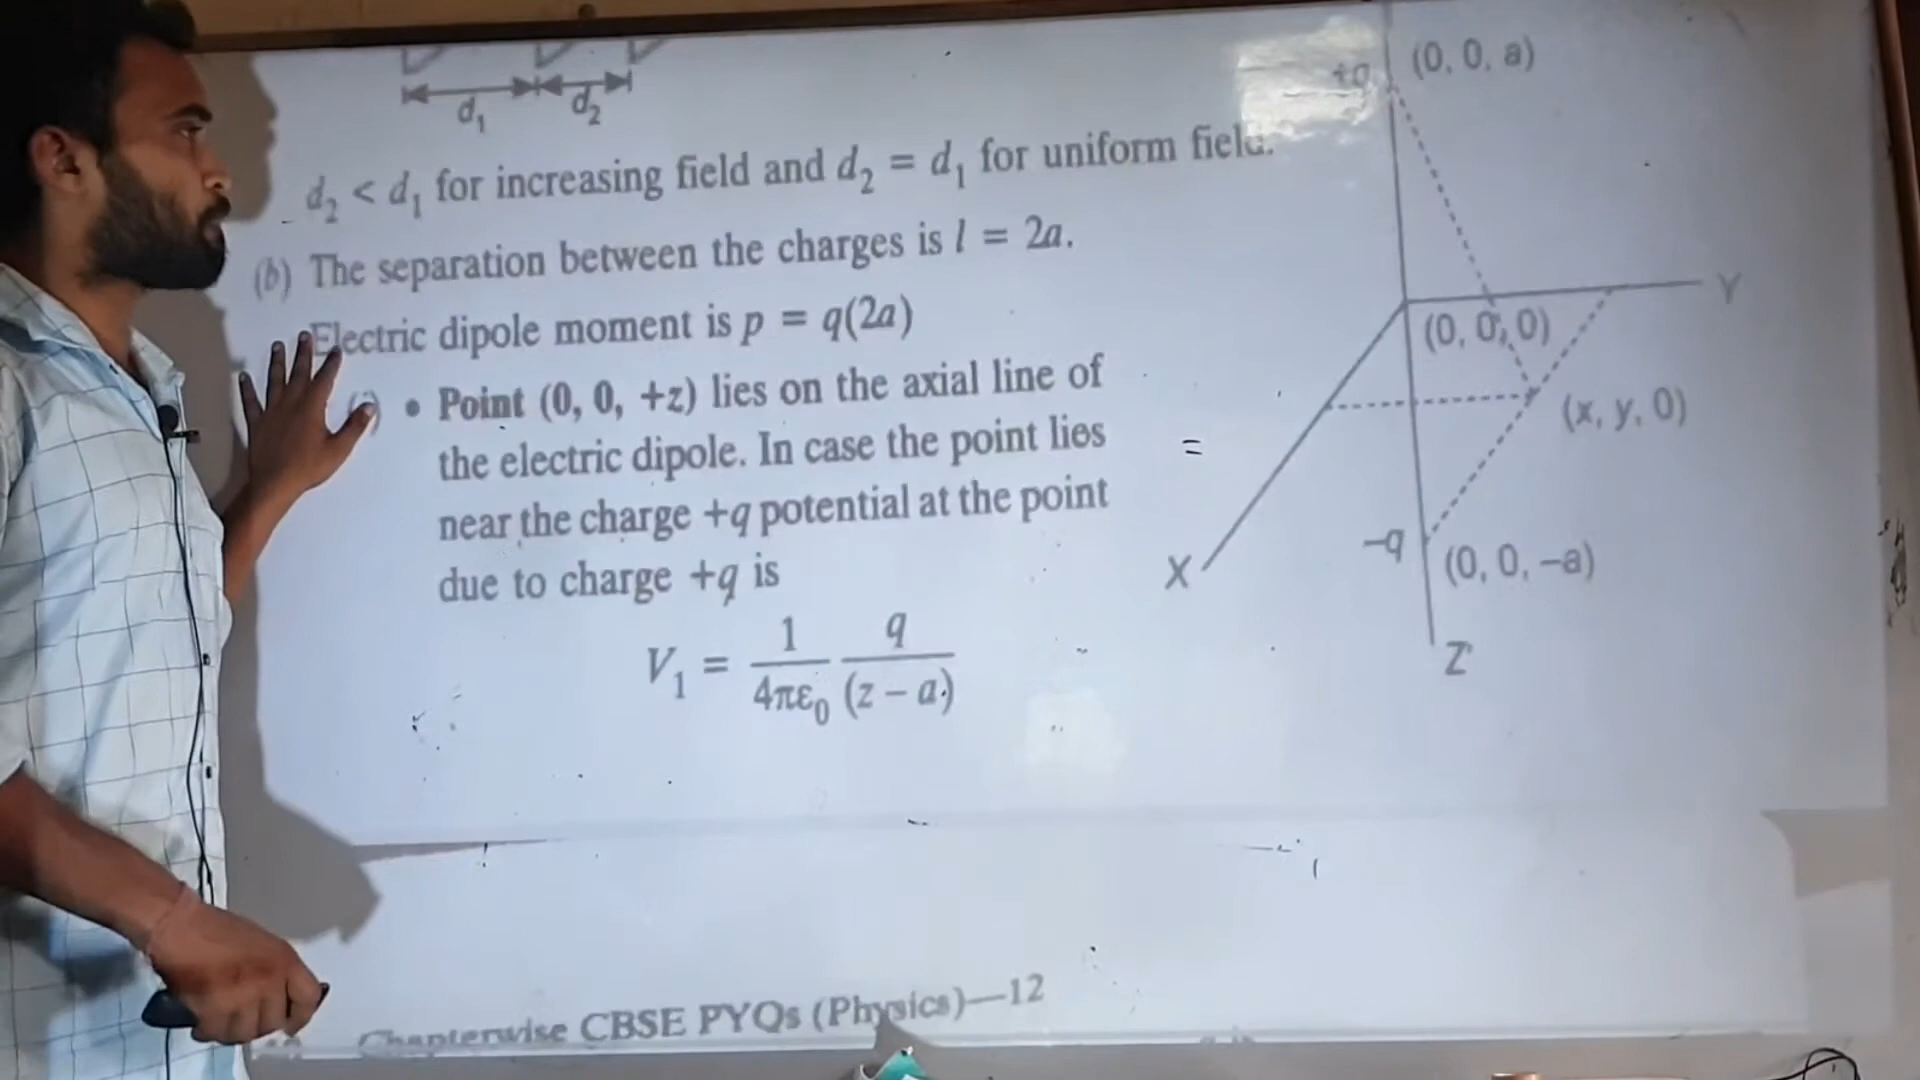 d₁ d₂
d₂ < d₁ for increasing field and d₂ = d₁ for uniform field.
(b) The separation between the charges is l = 2a.
Electric dipole moment is p = q(2a)
• Point (0, 0, +z) lies on the axial line of
the electric dipole. In case the point lies
near the charge +q potential at the point
due to charge +q is
V₁ = 1/4πε₀ q/(z – a)
+q (0, 0, a)
Y
(0, 0, 0)
(x, y, 0)
=
X
–q (0, 0, –a)
Z'
Chapterwise CBSE PYQs (Physics)—12